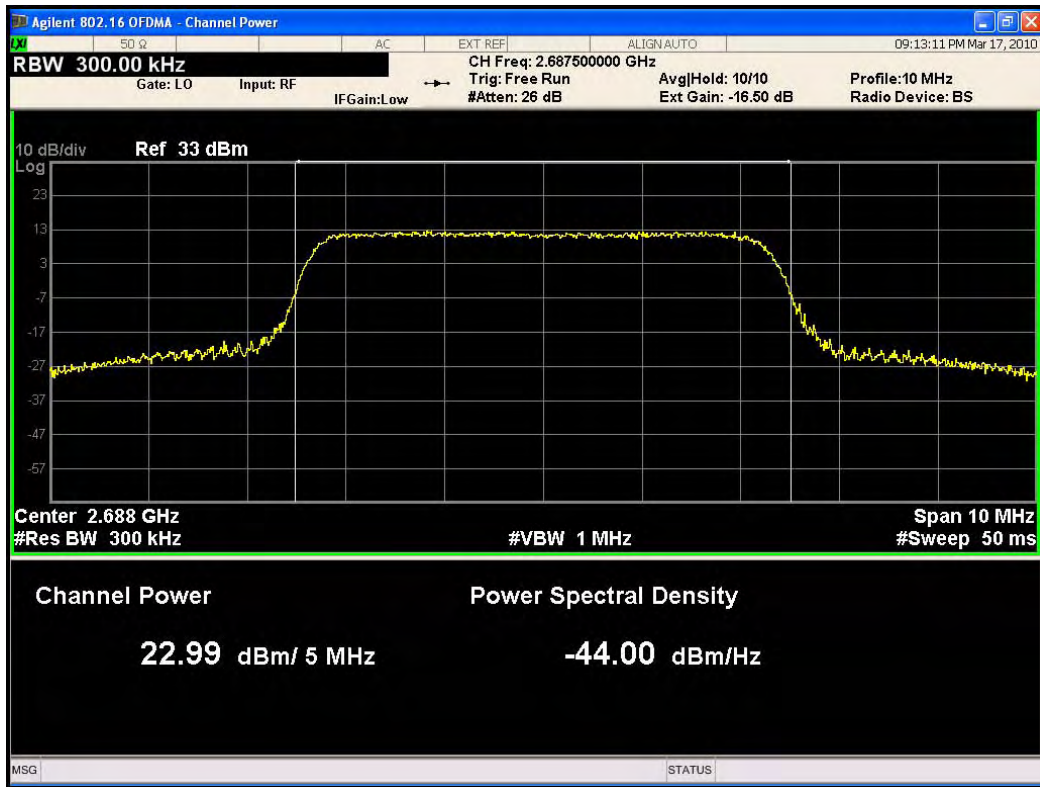 Agilent 802.16 OFDMA - Channel Power
LXI 50 Ω AC EXT REF ALIGN AUTO 09:13:11 PM Mar 17, 2010
RBW 300.00 kHz
Gate: LO Input: RF IFGain:Low
CH Freq: 2.687500000 GHz
Trig: Free Run Avg|Hold: 10/10 Profile:10 MHz
#Atten: 26 dB Ext Gain: -16.50 dB Radio Device: BS
10 dB/div Ref 33 dBm
Log
23
13
3
-7
-17
-27
-37
-47
-57
Center 2.688 GHz Span 10 MHz
#Res BW 300 kHz #VBW 1 MHz #Sweep 50 ms
Channel Power Power Spectral Density
22.99 dBm/ 5 MHz -44.00 dBm/Hz
MSG STATUS